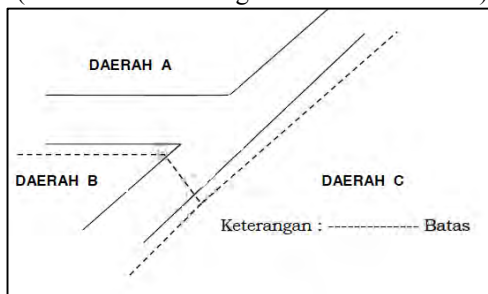 DAERAH A
DAERAH B
DAERAH C
Keterangan : ---------------- Batas